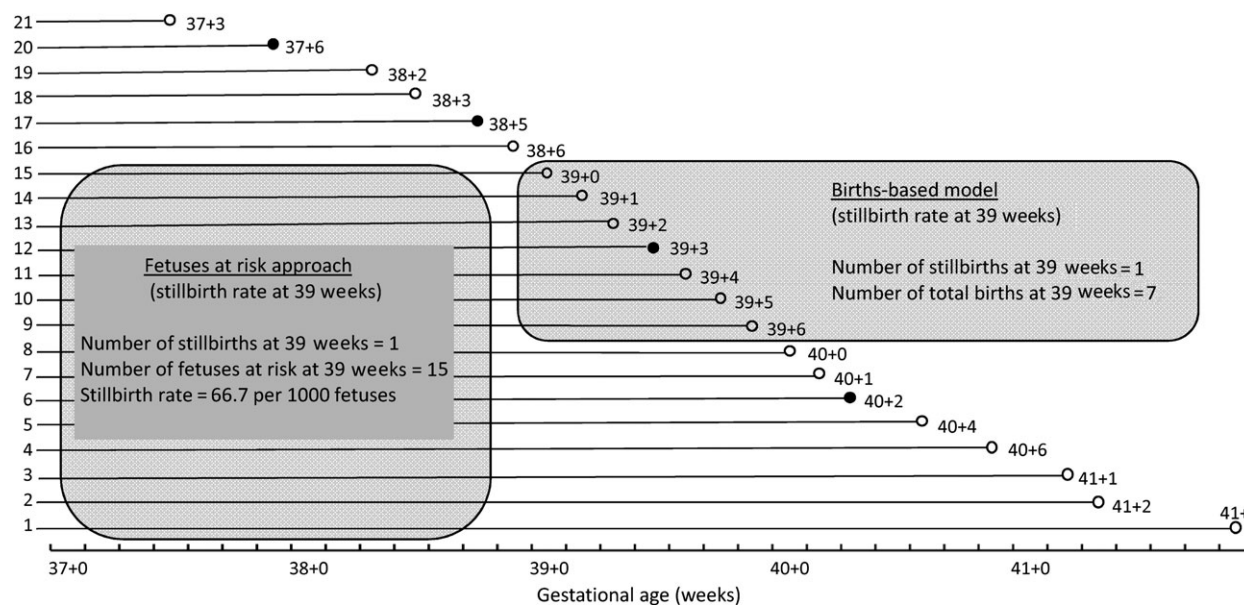 21 37+3
20 37+6
19 38+2
18 38+3
17 38+5
16 38+6
15 39+0
14 39+1
13 39+2
12 39+3
11 39+4
10 39+5
9 39+6
8 40+0
7 40+1
6 40+2
5 40+4
4 40+6
3 41+1
2 41+2
1 41+
Fetuses at risk approach
(stillbirth rate at 39 weeks)
Number of stillbirths at 39 weeks = 1
Number of fetuses at risk at 39 weeks = 15
Stillbirth rate = 66.7 per 1000 fetuses
Births-based model
(stillbirth rate at 39 weeks)
Number of stillbirths at 39 weeks = 1
Number of total births at 39 weeks = 7
37+0 38+0 39+0 40+0 41+0
Gestational age (weeks)